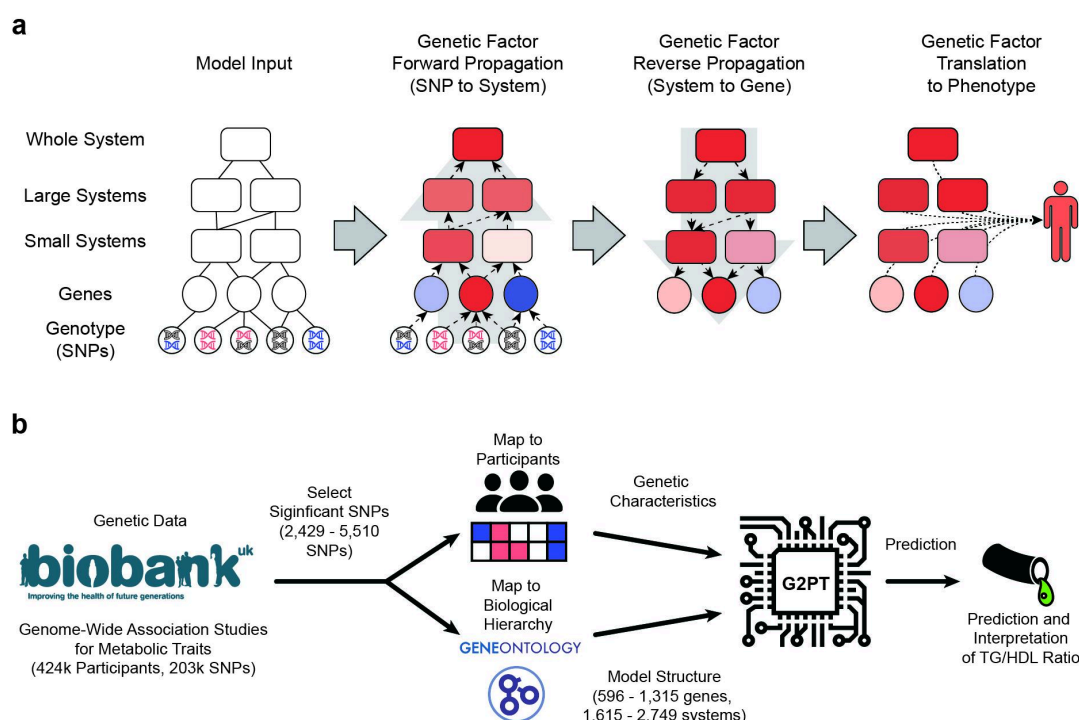 a
Model Input
Genetic Factor
Forward Propagation
(SNP to System)
Genetic Factor
Reverse Propagation
(System to Gene)
Genetic Factor
Translation
to Phenotype
Whole System
Large Systems
Small Systems
Genes
Genotype
(SNPs)
b
Genetic Data
biobank uk
Improving the health of future generations
Genome-Wide Association Studies
for Metabolic Traits
(424k Participants, 203k SNPs)
Select
Siginficant SNPs
(2,429 - 5,510
SNPs)
Map to
Participants
Map to
Biological
Hierarchy
GENEONTOLOGY
Genetic
Characteristics
Model Structure
(596 - 1,315 genes,
1,615 - 2,749 systems)
G2PT
Prediction
Prediction and
Interpretation
of TG/HDL Ratio